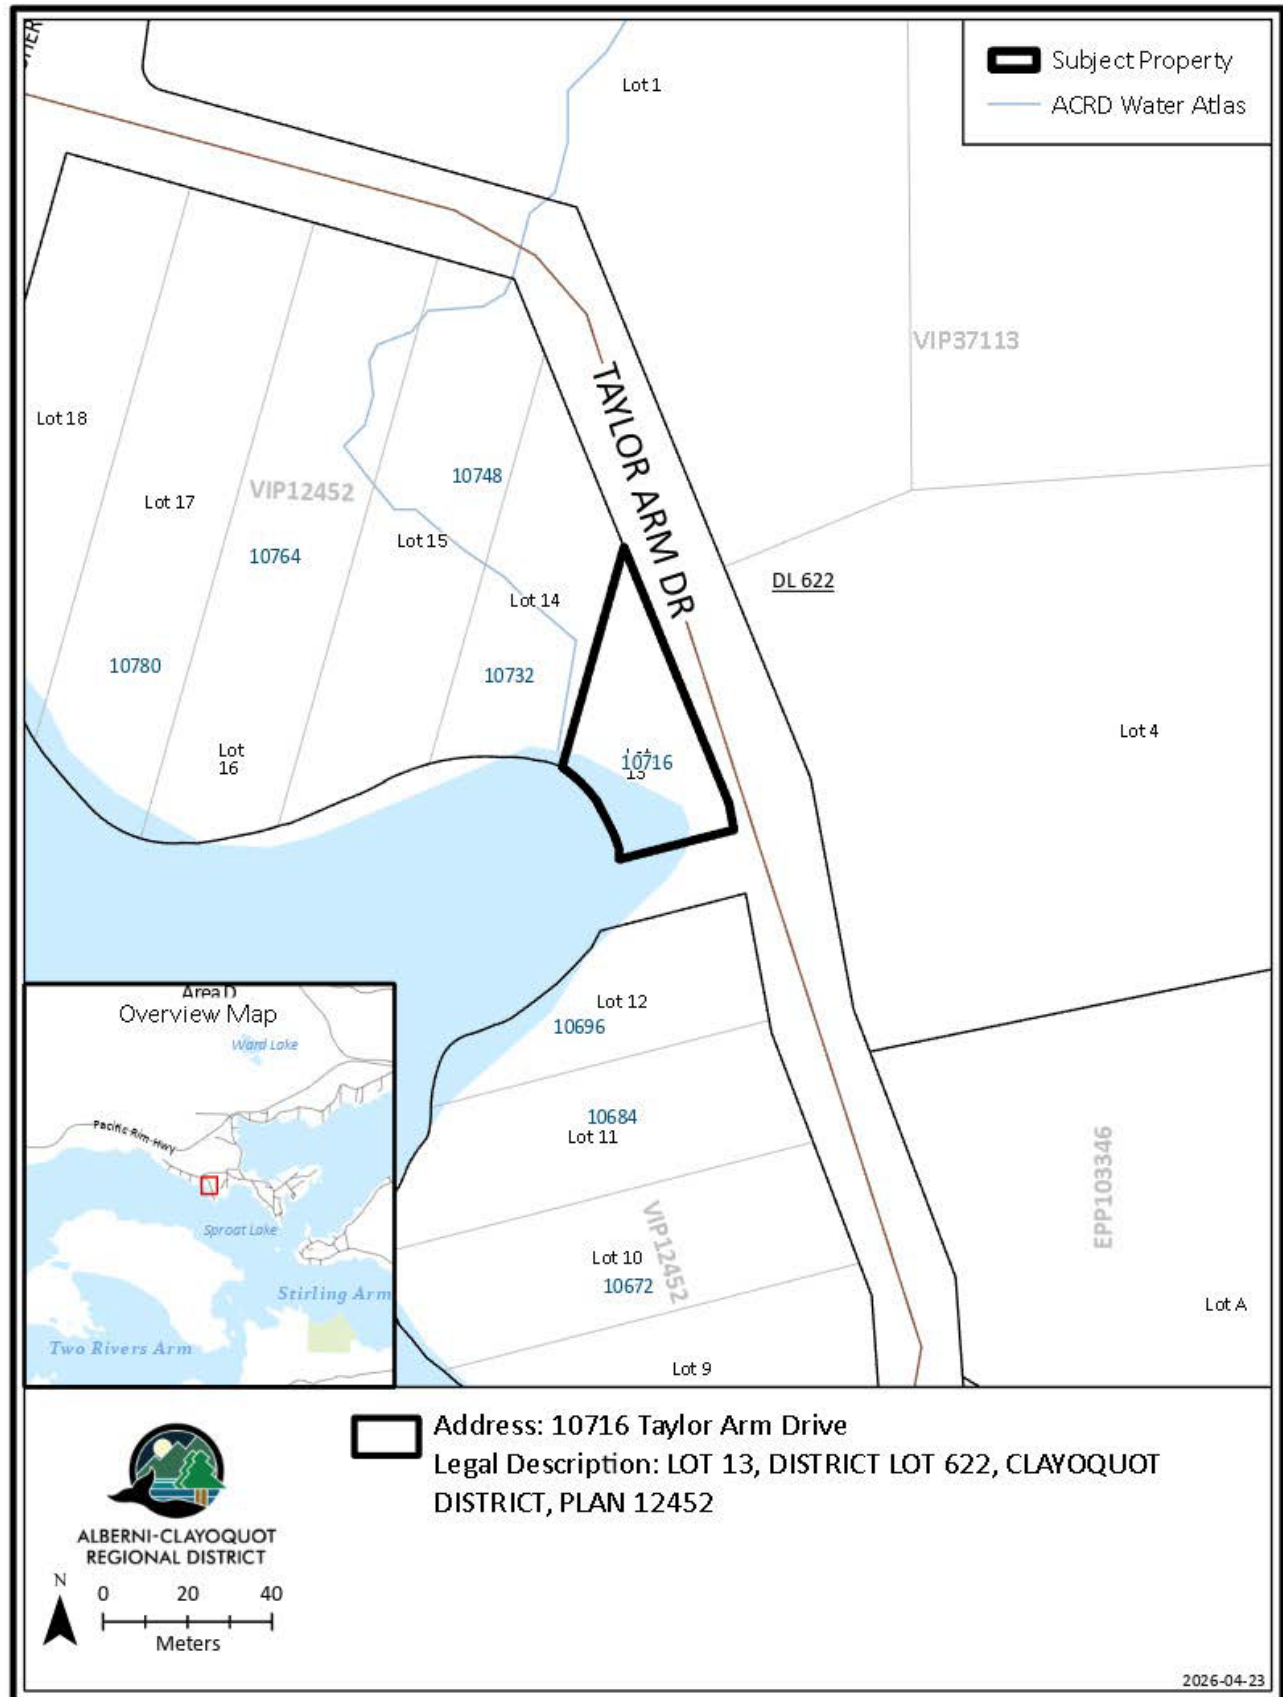 Subject Property
ACRD Water Atlas
Lot 1
VIP37113
TAYLOR ARM DR
Lot 18
Lot 17
VIP12452
10748
10764
Lot 15
DL 622
Lot 14
10780
10732
Lot 4
Lot
16
10716
13
Lot 12
10696
10684
Lot 11
EPP103346
VIP12452
Lot 10
10672
Lot A
Lot 9
Area D
Overview Map
Ward Lake
Pacific Rim Hwy
Sproat Lake
Stirling Arm
Two Rivers Arm
Address: 10716 Taylor Arm Drive
Legal Description: LOT 13, DISTRICT LOT 622, CLAYOQUOT
DISTRICT, PLAN 12452
ALBERNI-CLAYOQUOT
REGIONAL DISTRICT
N
0 20 40
Meters
2026-04-23